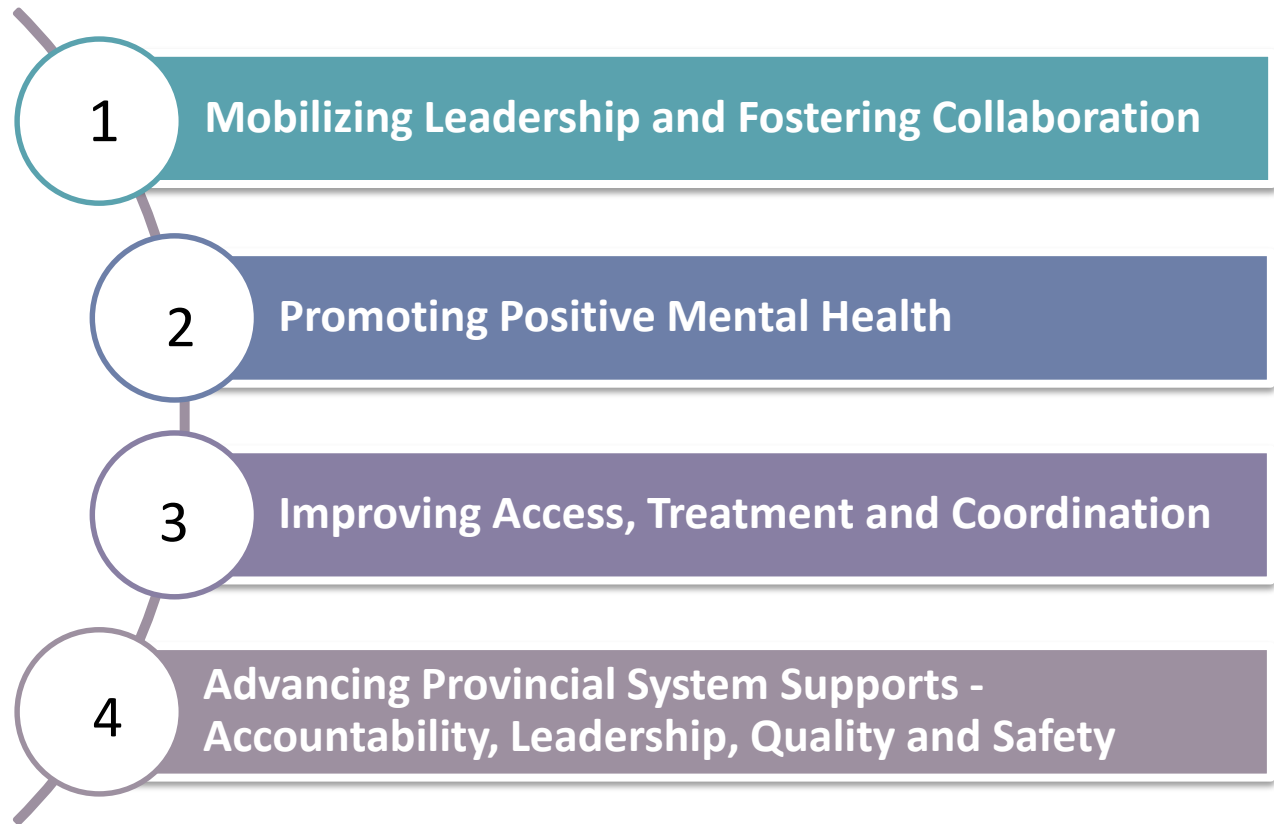 1
Mobilizing Leadership and Fostering Collaboration
2
Promoting Positive Mental Health
3
Improving Access, Treatment and Coordination
4
Advancing Provincial System Supports -
Accountability, Leadership, Quality and Safety